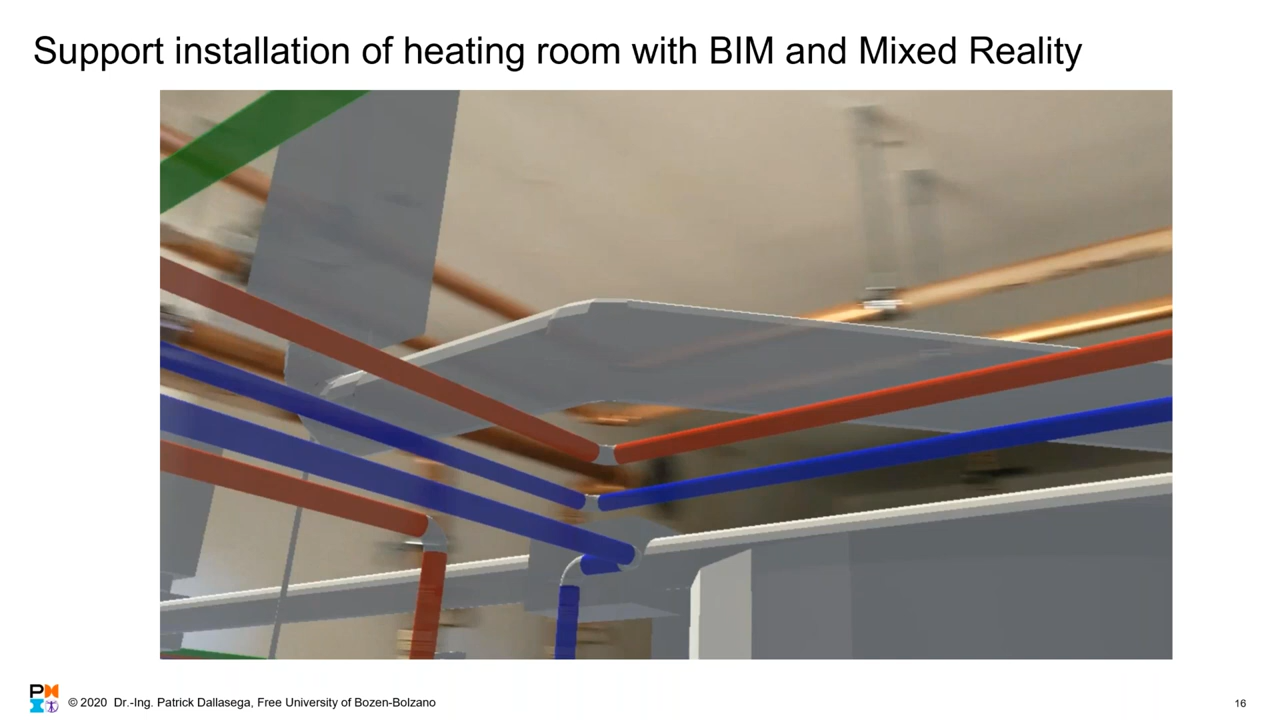 Support installation of heating room with BIM and Mixed Reality
© 2020 Dr.-Ing. Patrick Dallasega, Free University of Bozen-Bolzano
16